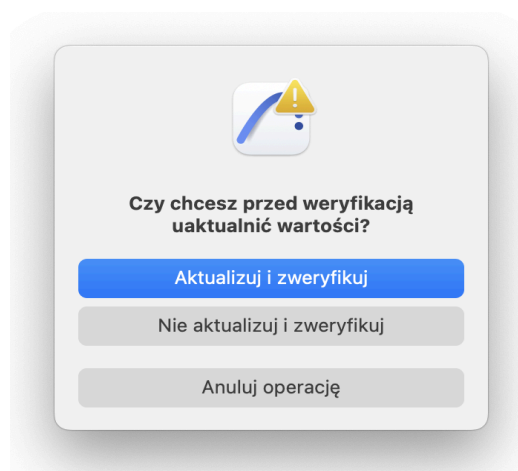 Czy chcesz przed weryfikacją
uaktualnić wartości?
Aktualizuj i zweryfikuj
Nie aktualizuj i zweryfikuj
Anuluj operację